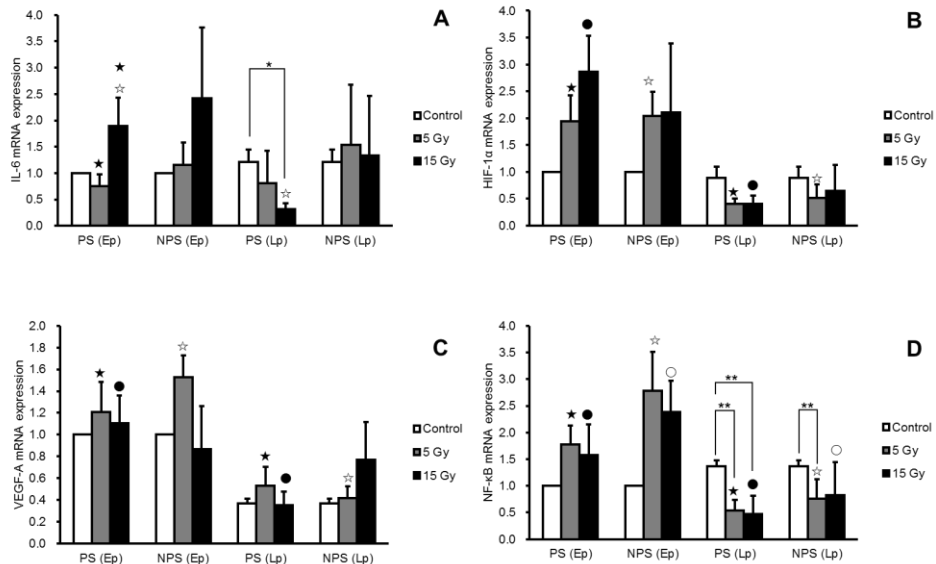 A
IL-6 mRNA expression
4.0
3.5
3.0
2.5
2.0
1.5
1.0
0.5
0.0
★
☆
★
*
☆
PS (Ep) NPS (Ep) PS (Lp) NPS (Lp)
Control
5 Gy
15 Gy
B
HIF-1α mRNA expression
4.0
3.5
3.0
2.5
2.0
1.5
1.0
0.5
0.0
●
★ ☆
★ ● ☆
PS (Ep) NPS (Ep) PS (Lp) NPS (Lp)
Control
5 Gy
15 Gy
C
VEGF-A mRNA expression
2.0
1.8
1.6
1.4
1.2
1.0
0.8
0.6
0.4
0.2
0.0
★ ● ☆ ★ ● ☆
PS (Ep) NPS (Ep) PS (Lp) NPS (Lp)
Control
5 Gy
15 Gy
D
NF-κB mRNA expression
4.0
3.5
3.0
2.5
2.0
1.5
1.0
0.5
0.0
★ ● ☆ ○
**
** **
★ ● ☆ ○
PS (Ep) NPS (Ep) PS (Lp) NPS (Lp)
Control
5 Gy
15 Gy